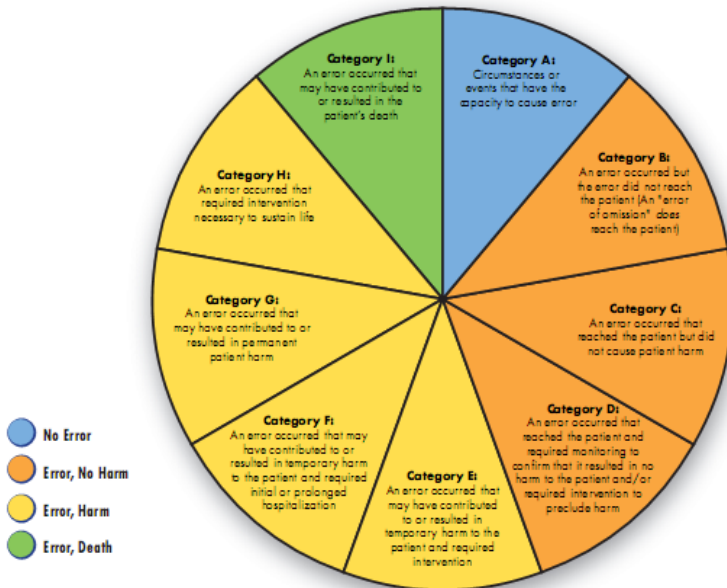 Category A:
Circumstances or
events that have the
capacity to cause error
Category B:
An error occurred but
the error did not reach
the patient (An "error
of omission" does
reach the patient)
Category C:
An error occurred that
reached the patient but did
not cause patient harm
Category D:
An error occurred that
reached the patient and
required monitoring to
confirm that it resulted in no
harm to the patient and/or
required intervention to
preclude harm
Category E:
An error occurred that
may have contributed
to or resulted in
temporary harm to the
patient and required
intervention
Category F:
An error occurred that may
have contributed to or
resulted in temporary harm
to the patient and required
initial or prolonged
hospitalization
Category G:
An error occurred that
may have contributed to or
resulted in permanent
patient harm
Category H:
An error occurred that
required intervention
necessary to sustain life
Category I:
An error occurred that
may have contributed to
or resulted in the
patient's death
No Error
Error, No Harm
Error, Harm
Error, Death